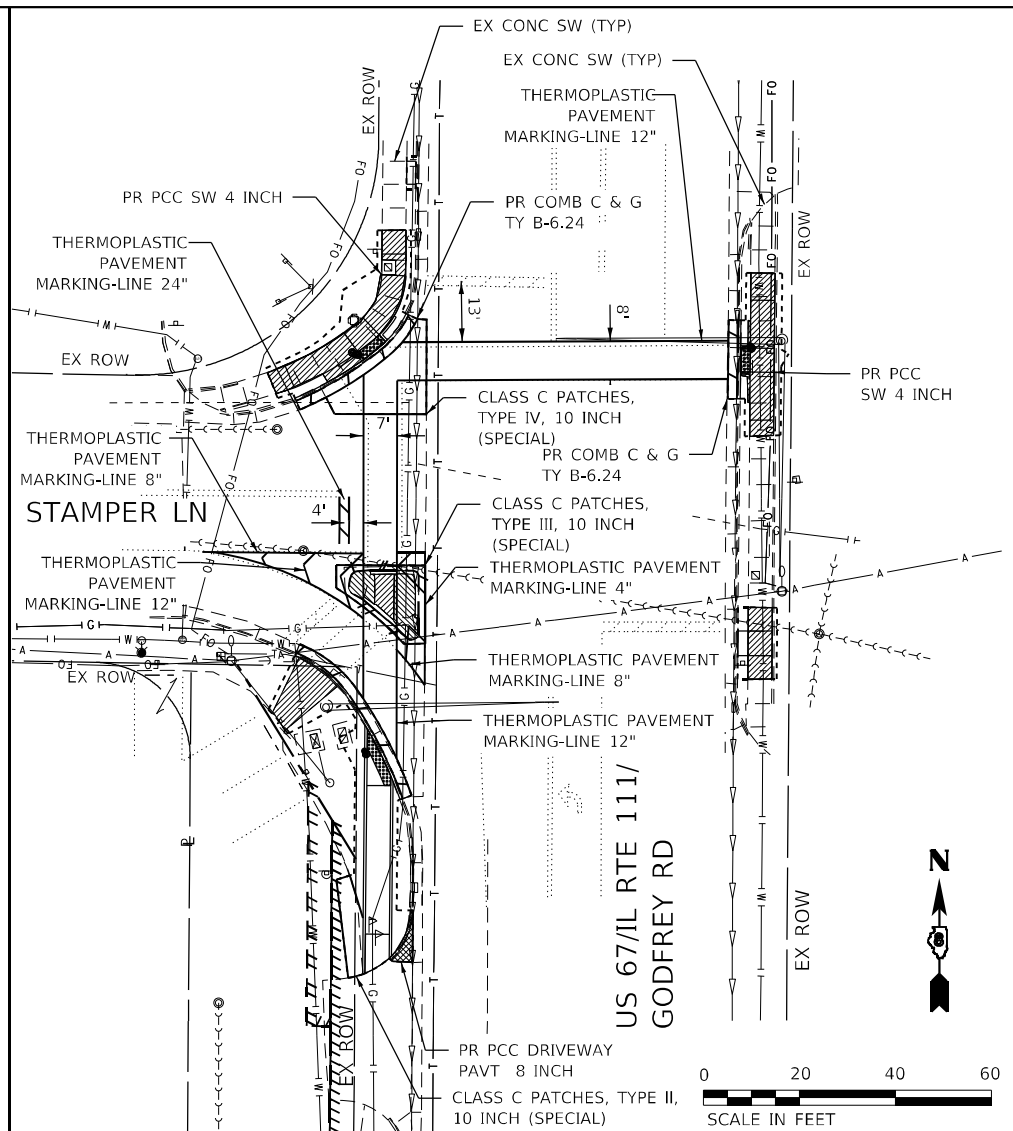 EX CONC SW (TYP)
EX CONC SW (TYP)
THERMOPLASTIC
PAVEMENT
MARKING-LINE 12"
EX ROW
PR PCC SW 4 INCH
PR COMB C & G
TY B-6.24
THERMOPLASTIC
PAVEMENT
MARKING-LINE 24"
EX ROW
13'
8'
EX ROW
PR PCC
SW 4 INCH
CLASS C PATCHES,
TYPE IV, 10 INCH
(SPECIAL)
7'
PR COMB C & G
TY B-6.24
THERMOPLASTIC
PAVEMENT
MARKING-LINE 8"
STAMPER LN
4'
CLASS C PATCHES,
TYPE III, 10 INCH
(SPECIAL)
THERMOPLASTIC
PAVEMENT
MARKING-LINE 12"
THERMOPLASTIC PAVEMENT
MARKING-LINE 4"
EX ROW
THERMOPLASTIC PAVEMENT
MARKING-LINE 8"
THERMOPLASTIC PAVEMENT
MARKING-LINE 12"
US 67/IL RTE 111/
GODFREY RD
N
8
EX ROW
EX ROW
PR PCC DRIVEWAY
PAVT 8 INCH
CLASS C PATCHES, TYPE II,
10 INCH (SPECIAL)
0 20 40 60
SCALE IN FEET